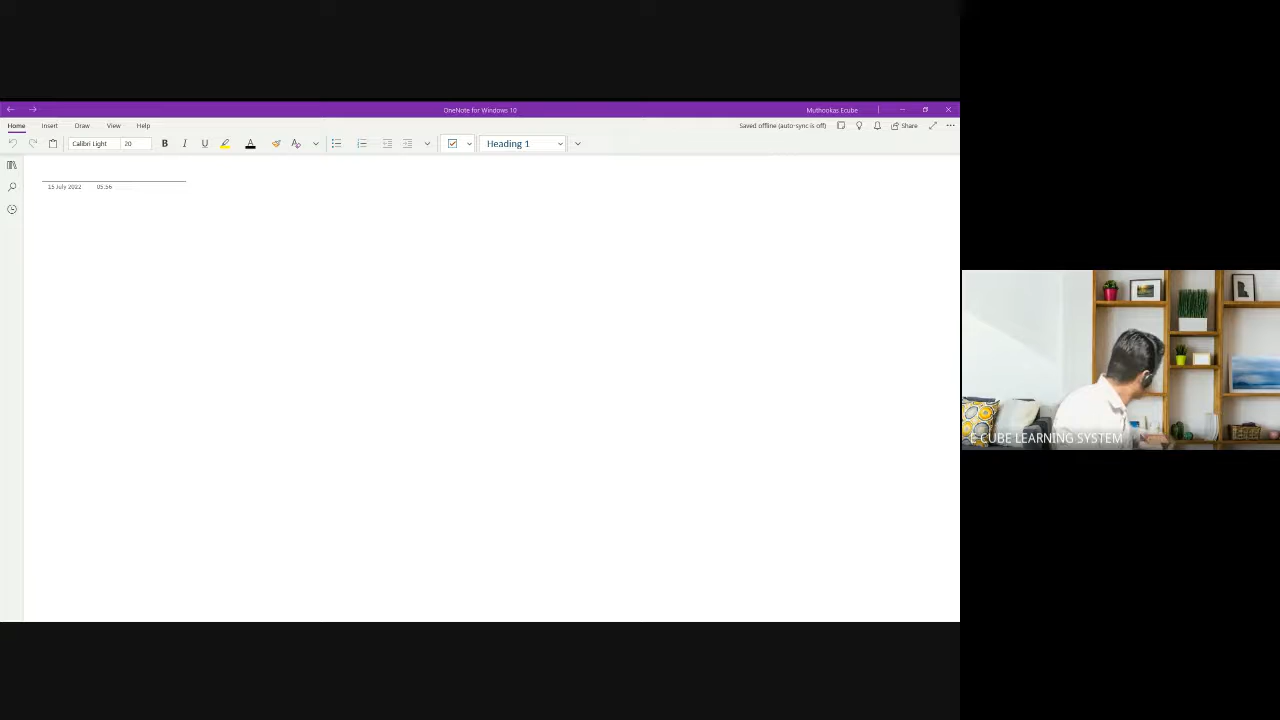 OneNote for Windows 10
Muthookas Ecube
Home Insert Draw View Help
Saved offline (auto-sync is off)
Share
Calibri Light 20
B I U A
Heading 1
15 July 2022 05:56
E CUBE LEARNING SYSTEM